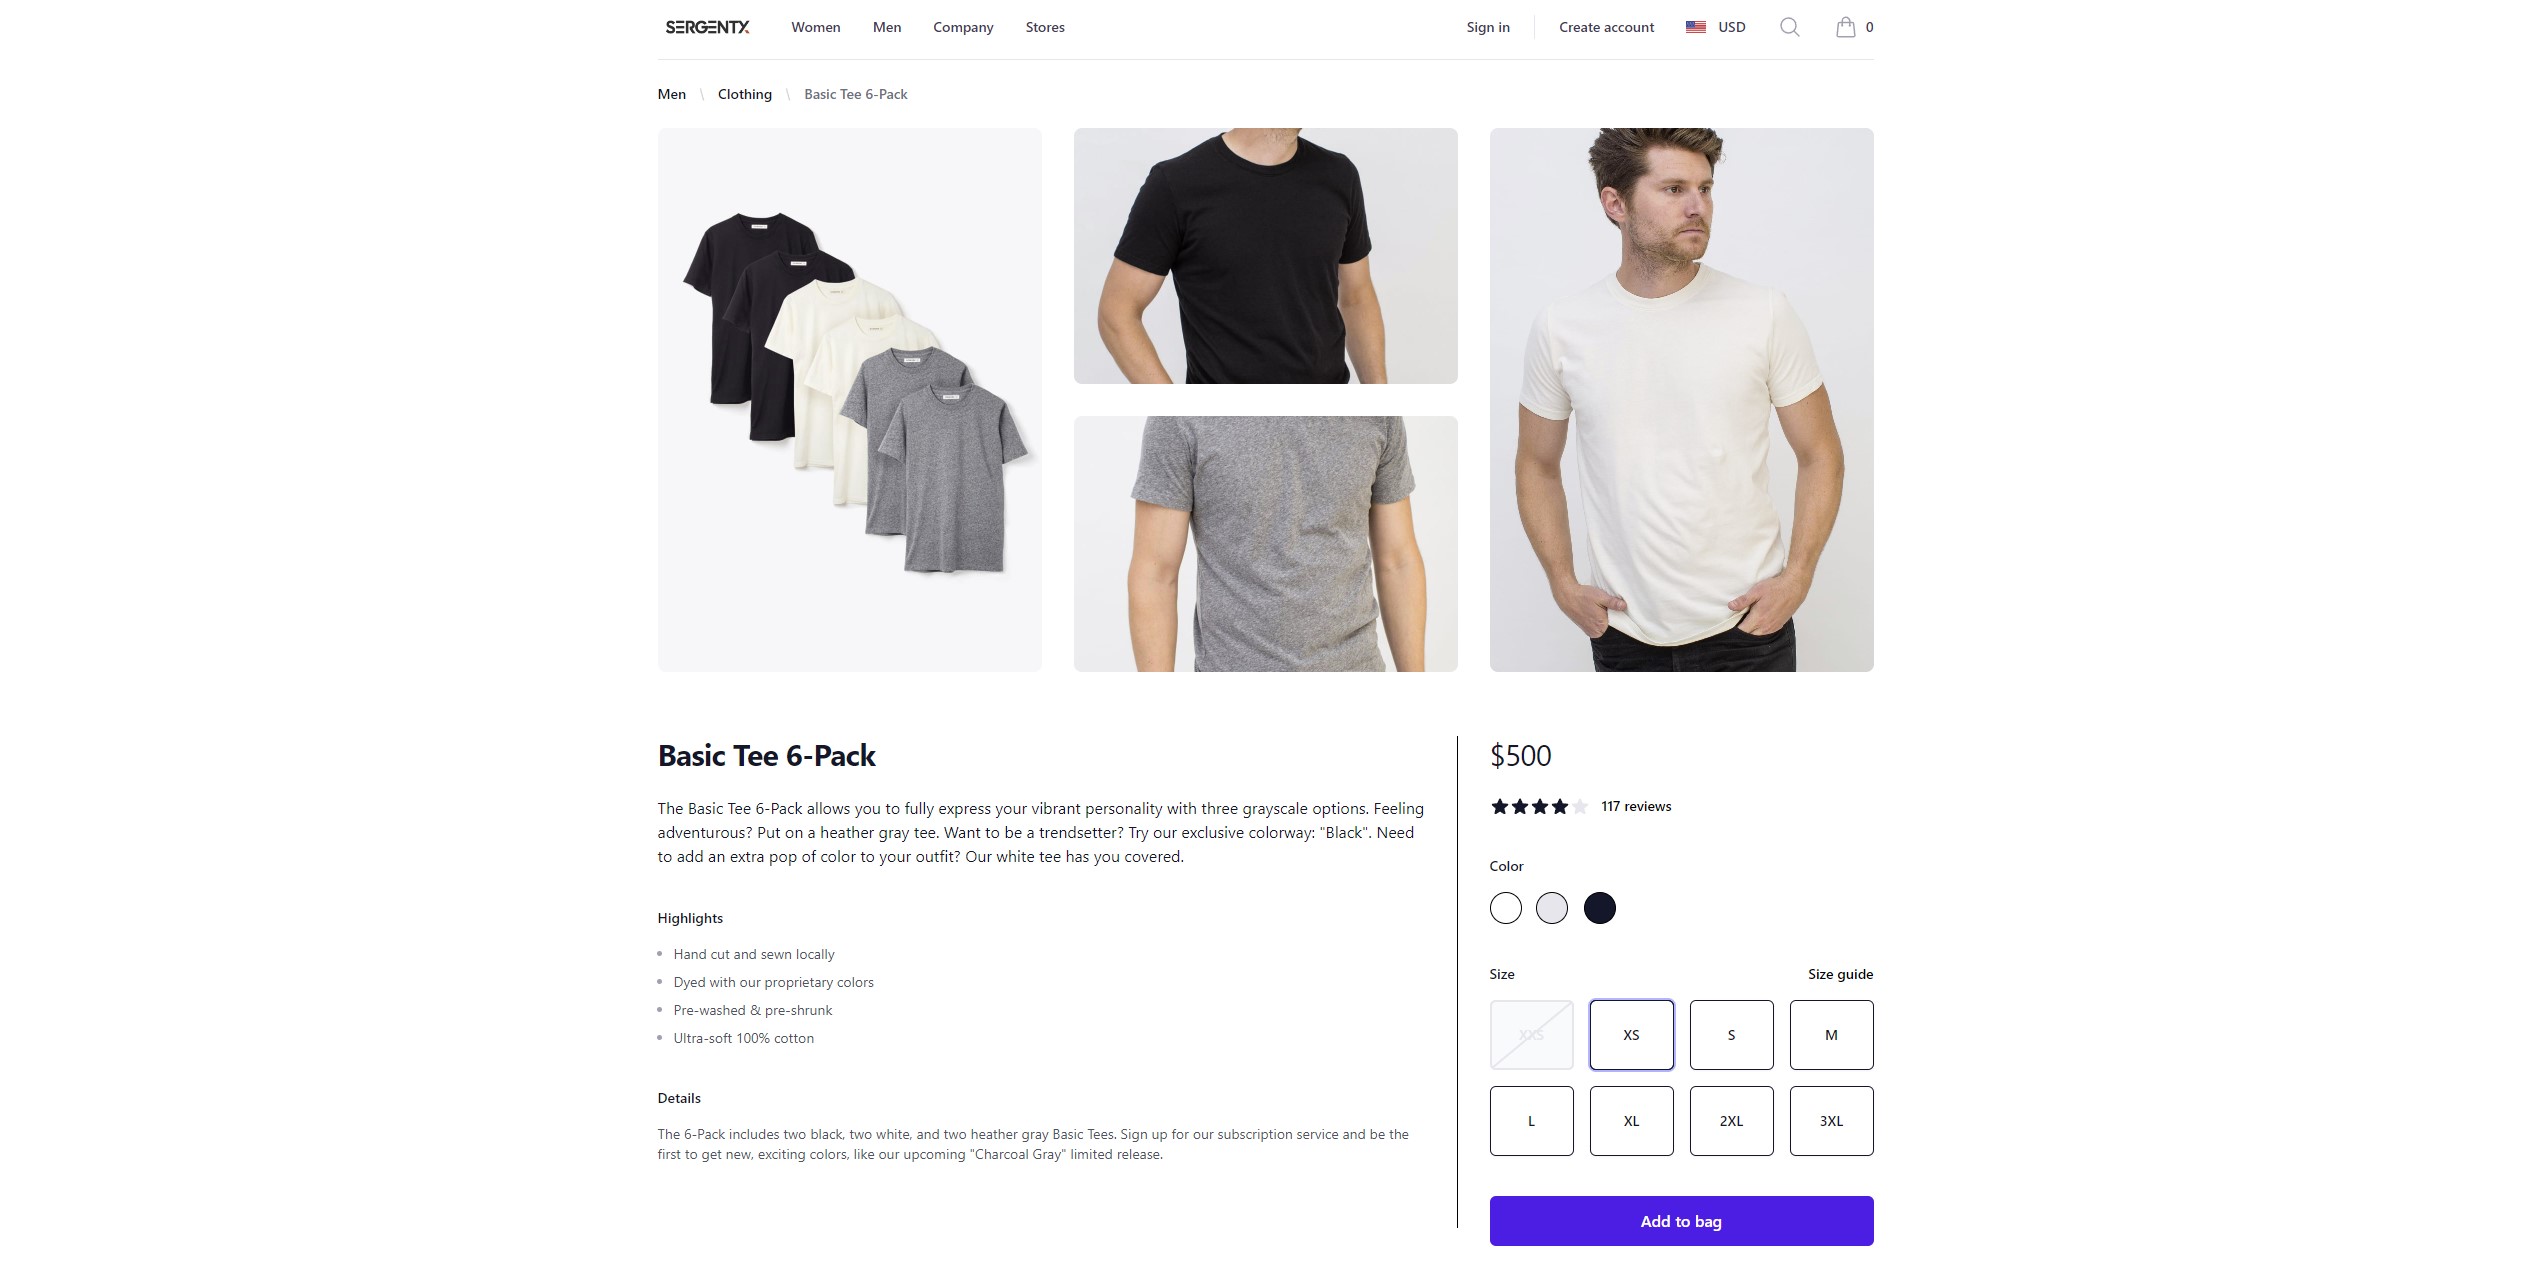 SERGENTX
Women
Men
Company
Stores
Sign in
Create account
USD
0
Men \ Clothing \ Basic Tee 6-Pack
Basic Tee 6-Pack
The Basic Tee 6-Pack allows you to fully express your vibrant personality with three grayscale options. Feeling
adventurous? Put on a heather gray tee. Want to be a trendsetter? Try our exclusive colorway: "Black". Need
to add an extra pop of color to your outfit? Our white tee has you covered.
Highlights
Hand cut and sewn locally
Dyed with our proprietary colors
Pre-washed & pre-shrunk
Ultra-soft 100% cotton
Details
The 6-Pack includes two black, two white, and two heather gray Basic Tees. Sign up for our subscription service and be the
first to get new, exciting colors, like our upcoming "Charcoal Gray" limited release.
$500
117 reviews
Color
Size
Size guide
XXS
XS
S
M
L
XL
2XL
3XL
Add to bag